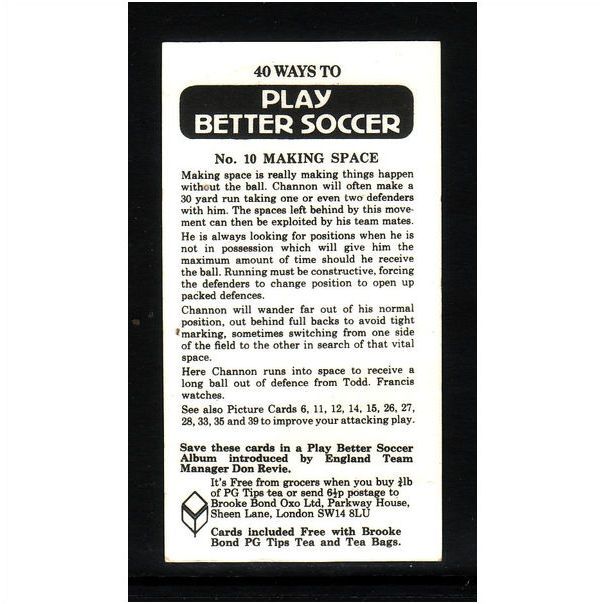 40 WAYS TO
PLAY
BETTER SOCCER
No. 10 MAKING SPACE
Making space is really making things happen
without the ball. Channon will often make a
30 yard run taking one or even two defenders
with him. The spaces left behind by this move-
ment can then be exploited by his team mates.
He is always looking for positions when he is
not in possession which will give him the
maximum amount of time should he receive
the ball. Running must be constructive, forcing
the defenders to change position to open up
packed defences.
Channon will wander far out of his normal
position, out behind full backs to avoid tight
marking, sometimes switching from one side
of the field to the other in search of that vital
space.
Here Channon runs into space to receive a
long ball out of defence from Todd. Francis
watches.
See also Picture Cards 6, 11, 12, 14, 15, 26, 27,
28, 33, 35 and 39 to improve your attacking play.
Save these cards in a Play Better Soccer
Album introduced by England Team
Manager Don Revie.
It's Free from grocers when you buy ¼lb
of PG Tips tea or send 6½p postage to
Brooke Bond Oxo Ltd, Parkway House,
Sheen Lane, London SW14 8LU
Cards included Free with Brooke
Bond PG Tips Tea and Tea Bags.